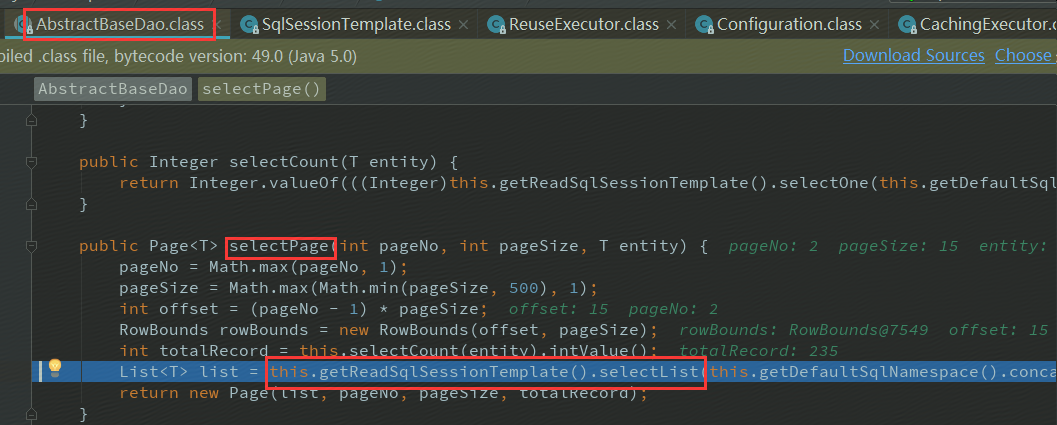 AbstractBaseDao.class SqlSessionTemplate.class ReuseExecutor.class Configuration.class CachingExecutor.c
piled .class file, bytecode version: 49.0 (Java 5.0) Download Sources Choose
AbstractBaseDao selectPage()
}
public Integer selectCount(T entity) {
return Integer.valueOf(((Integer)this.getReadSqlSessionTemplate().selectOne(this.getDefaultSql
}
public Page<T> selectPage(int pageNo, int pageSize, T entity) { pageNo: 2 pageSize: 15 entity:
pageNo = Math.max(pageNo, 1);
pageSize = Math.max(Math.min(pageSize, 500), 1);
int offset = (pageNo - 1) * pageSize; offset: 15 pageNo: 2
RowBounds rowBounds = new RowBounds(offset, pageSize); rowBounds: RowBounds@7549 offset: 15
int totalRecord = this.selectCount(entity).intValue(); totalRecord: 235
List<T> list = this.getReadSqlSessionTemplate().selectList(this.getDefaultSqlNamespace().conca
return new Page(list, pageNo, pageSize, totalRecord);
}